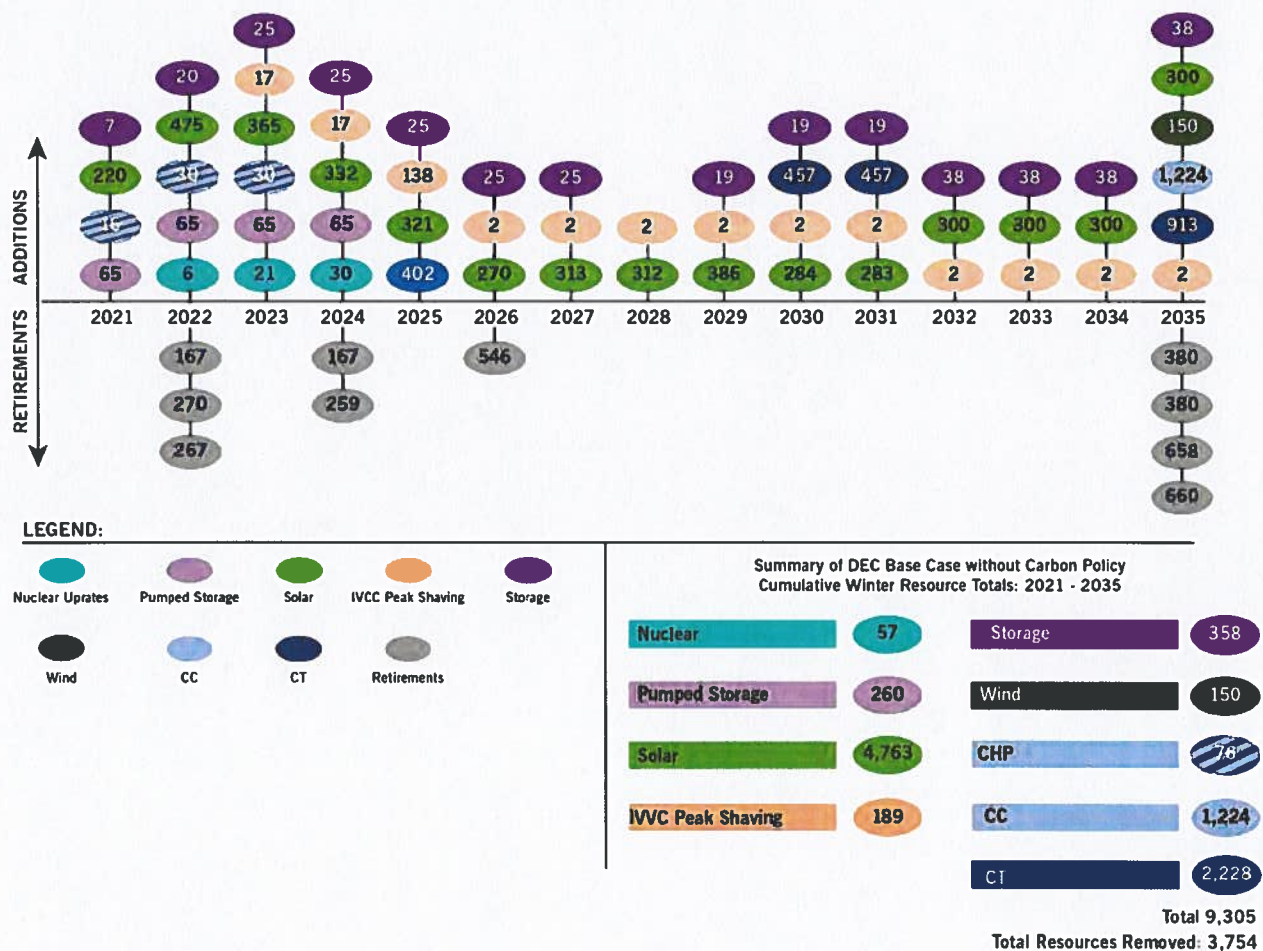 25 38
20 17 25 300
7 475 365 17 25 19 19 150
220 30 30 332 138 25 25 19 457 457 38 38 38 1,224
16 65 65 65 321 2 2 2 2 2 2 300 300 300 913
65 6 21 30 402 270 313 312 386 284 283 2 2 2 2
ADDITIONS
2021 2022 2023 2024 2025 2026 2027 2028 2029 2030 2031 2032 2033 2034 2035
RETIREMENTS
167 167 546 380
270 259 380
267 658
660
LEGEND:
Nuclear Uprates Pumped Storage Solar IVCC Peak Shaving Storage
Wind CC CT Retirements
Summary of DEC Base Case without Carbon Policy
Cumulative Winter Resource Totals: 2021 - 2035
Nuclear 57
Pumped Storage 260
Solar 4,763
IVVC Peak Shaving 189
Storage 358
Wind 150
CHP 76
CC 1,224
CT 2,228
Total 9,305
Total Resources Removed: 3,754